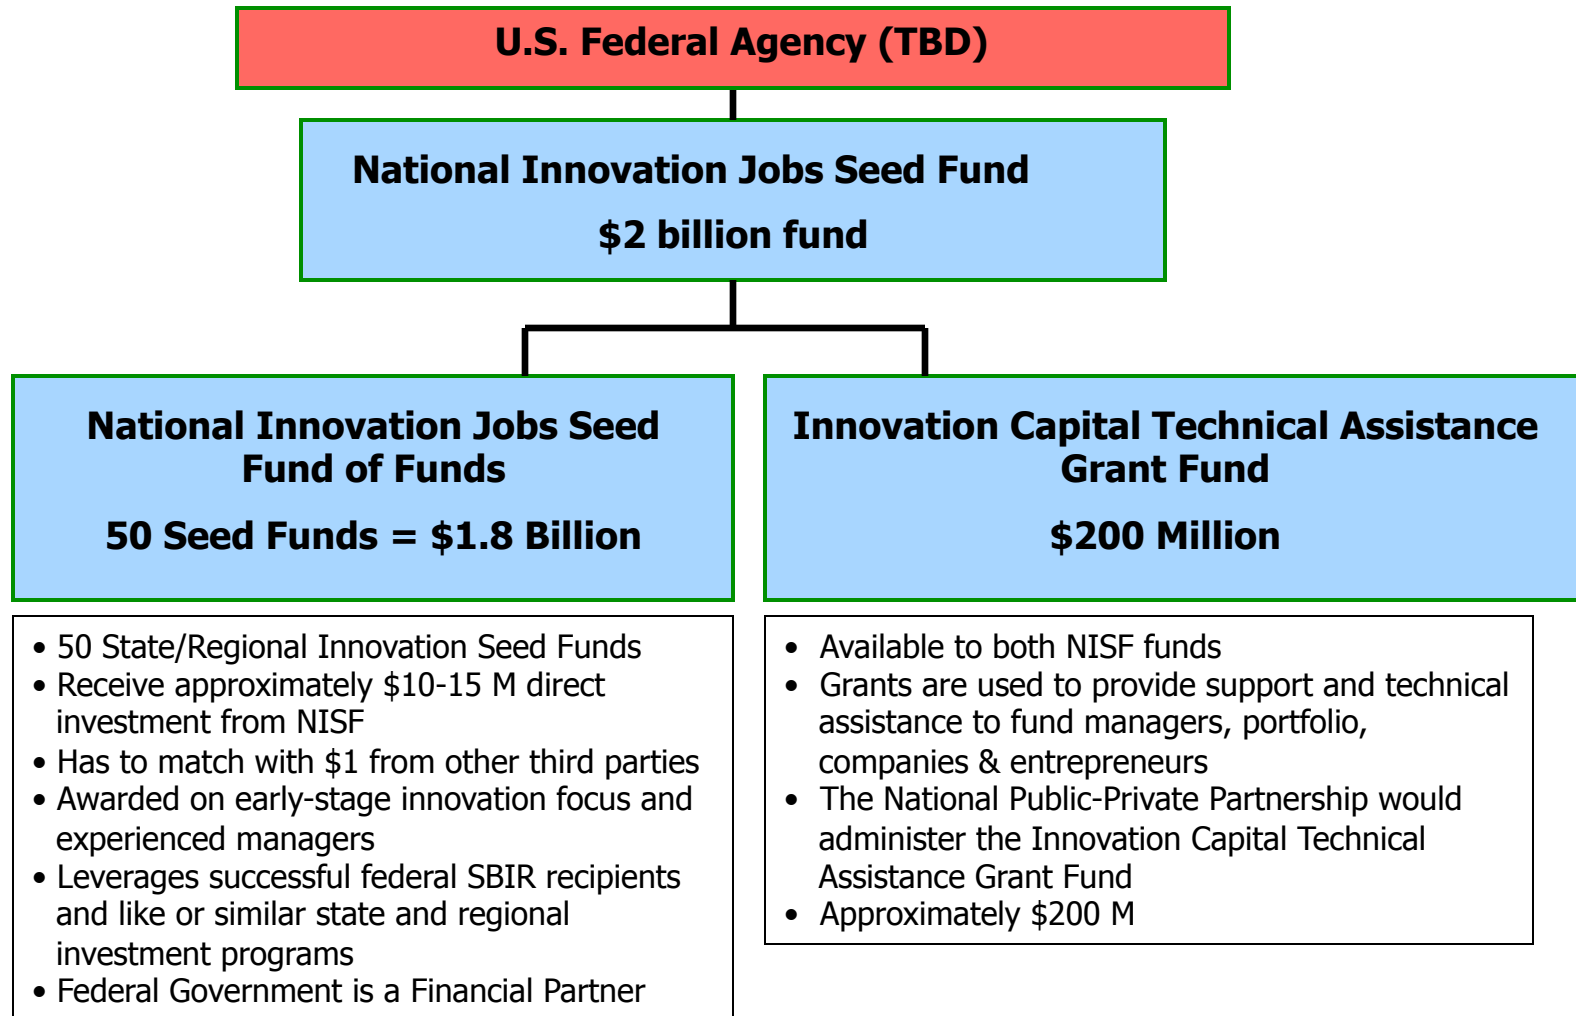 U.S. Federal Agency (TBD)
National Innovation Jobs Seed Fund
$2 billion fund
National Innovation Jobs Seed
Fund of Funds
50 Seed Funds = $1.8 Billion
Innovation Capital Technical Assistance
Grant Fund
$200 Million
• 50 State/Regional Innovation Seed Funds
• Receive approximately $10-15 M direct
investment from NISF
• Has to match with $1 from other third parties
• Awarded on early-stage innovation focus and
experienced managers
• Leverages successful federal SBIR recipients
and like or similar state and regional
investment programs
• Federal Government is a Financial Partner
• Available to both NISF funds
• Grants are used to provide support and technical
assistance to fund managers, portfolio,
companies & entrepreneurs
• The National Public-Private Partnership would
administer the Innovation Capital Technical
Assistance Grant Fund
• Approximately $200 M